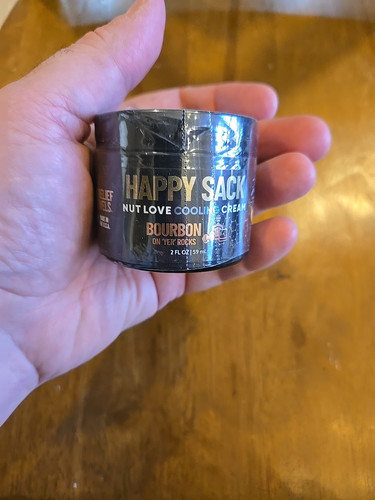 HAPPY SACK
NUT LOVE COOLING CREAM
BOURBON
ON 'YER' ROCKS
2 FL OZ | 59 mL